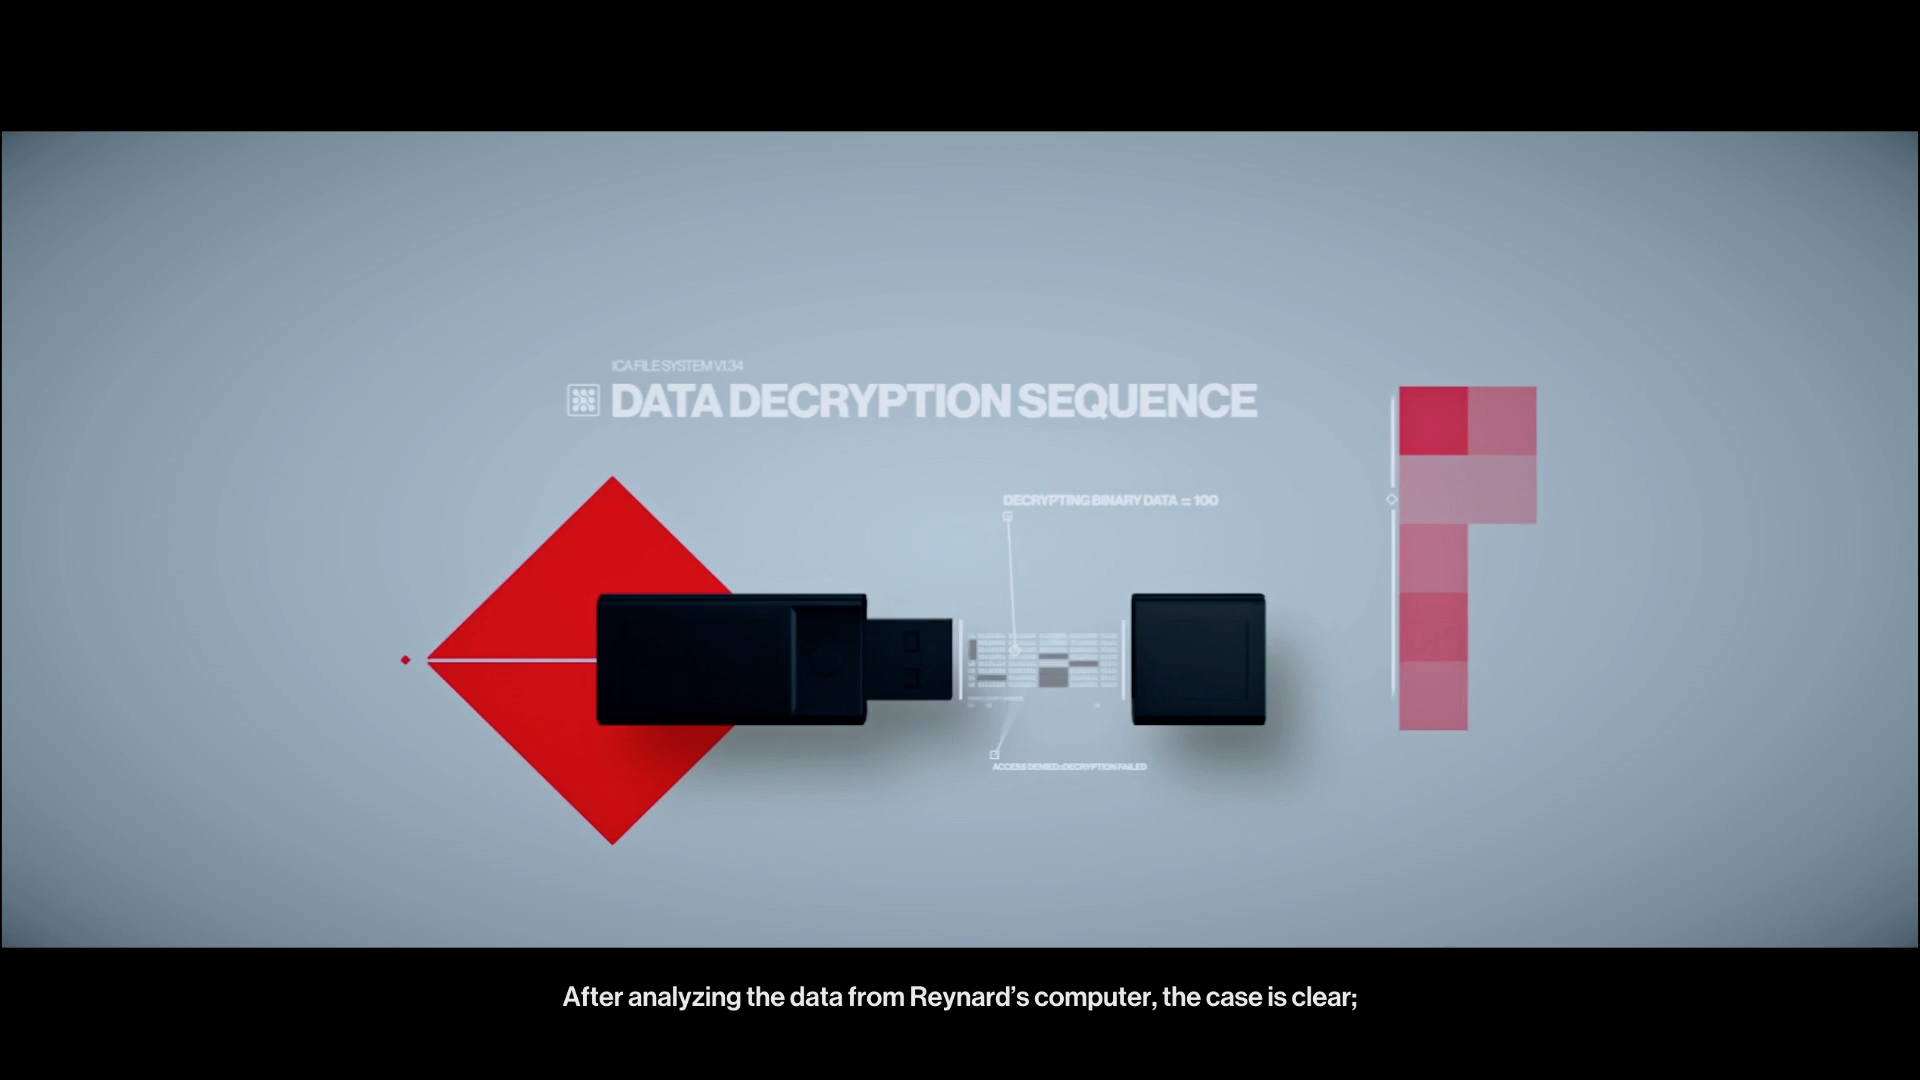 ICA FILE SYSTEM V.1.34
DATA DECRYPTION SEQUENCE
DECRYPTING BINARY DATA :: 100
ACCESS DENIED::DECRYPTION FAILED
After analyzing the data from Reynard’s computer, the case is clear;